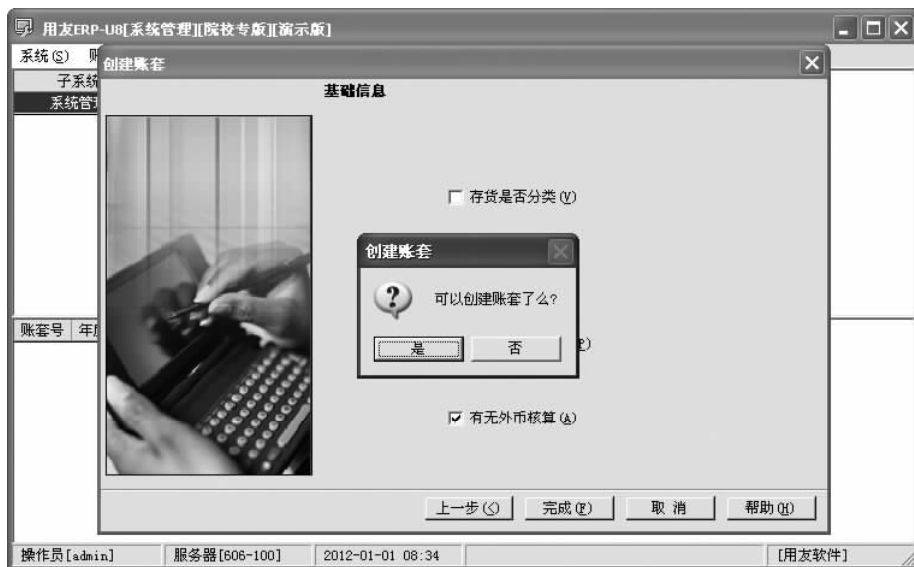 用友ERP-U8[系统管理][院校专版][演示版]
系统(S) 账
创建账套
子系统
系统管理
基础信息
存货是否分类(V)
创建账套
可以创建账套了么?
是 否
P)
账套号 年度
有无外币核算(A)
上一步(<) 完成(F) 取消 帮助(H)
操作员[admin] 服务器[606-100] 2012-01-01 08:34 [用友软件]